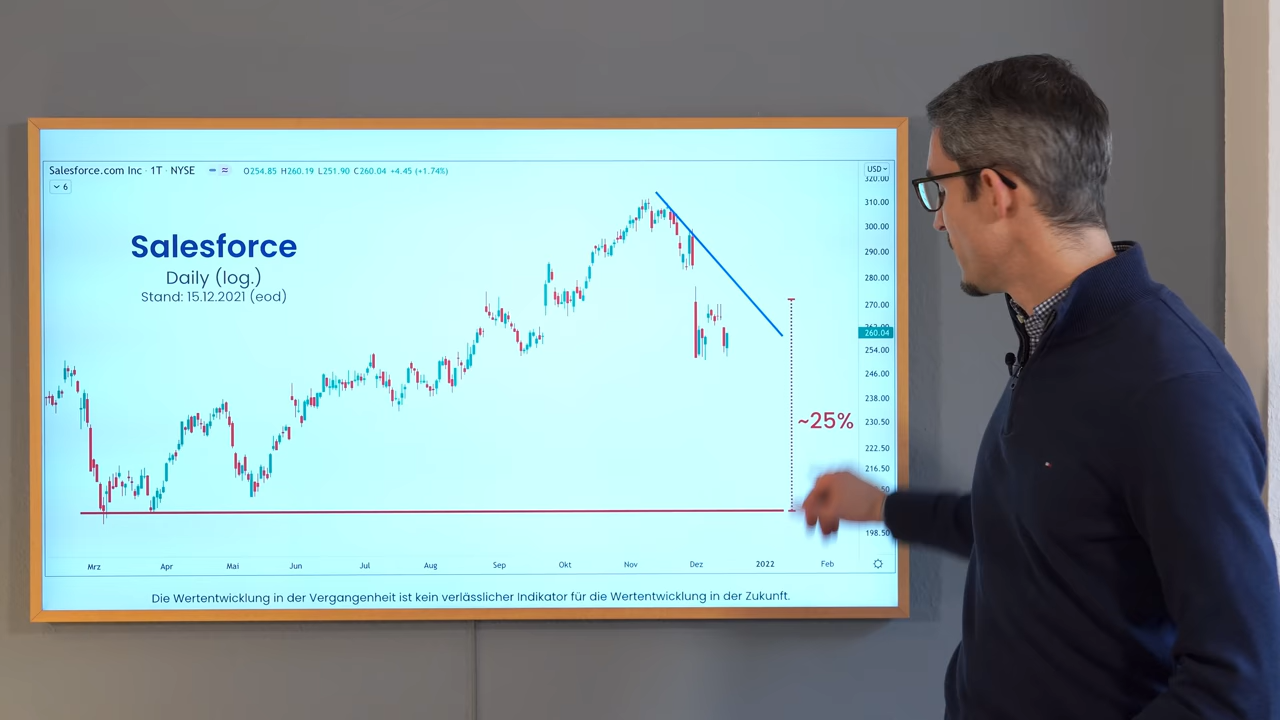 Salesforce.com Inc · 1T · NYSE O254.85 H260.19 L251.90 C260.04 +4.45 (+1.74%)
USD
6
320.00
310.00
300.00
290.00
280.00
270.00
260.04
254.00
246.00
238.00
230.50
222.50
216.50
198.50
Salesforce
Daily (log.)
Stand: 15.12.2021 (eod)
~25%
Mrz Apr Mai Jun Jul Aug Sep Okt Nov Dez 2022 Feb
Die Wertentwicklung in der Vergangenheit ist kein verlässlicher Indikator für die Wertentwicklung in der Zukunft.